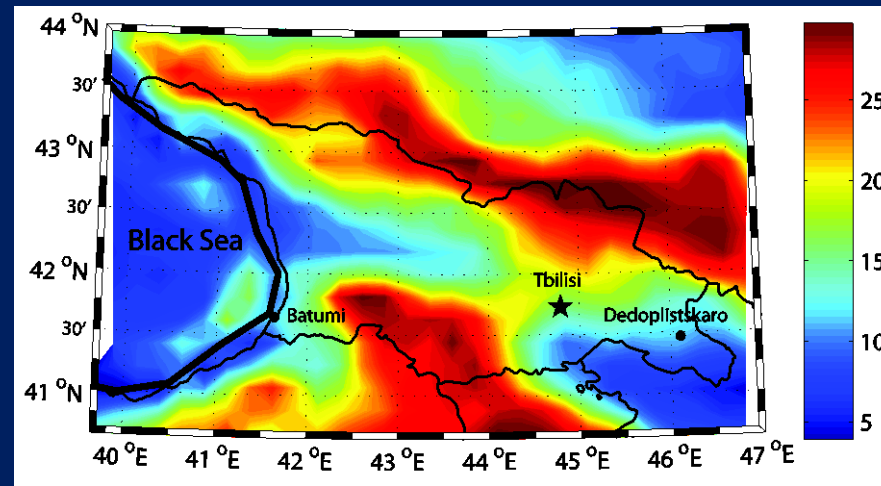 44 °N
30'
43 °N
30'
42 °N
30'
41 °N
Black Sea
Batumi
Tbilisi
Dedoplistskaro
40 °E
41 °E
42 °E
43 °E
44 °E
45 °E
46 °E
47 °E
25
20
15
10
5